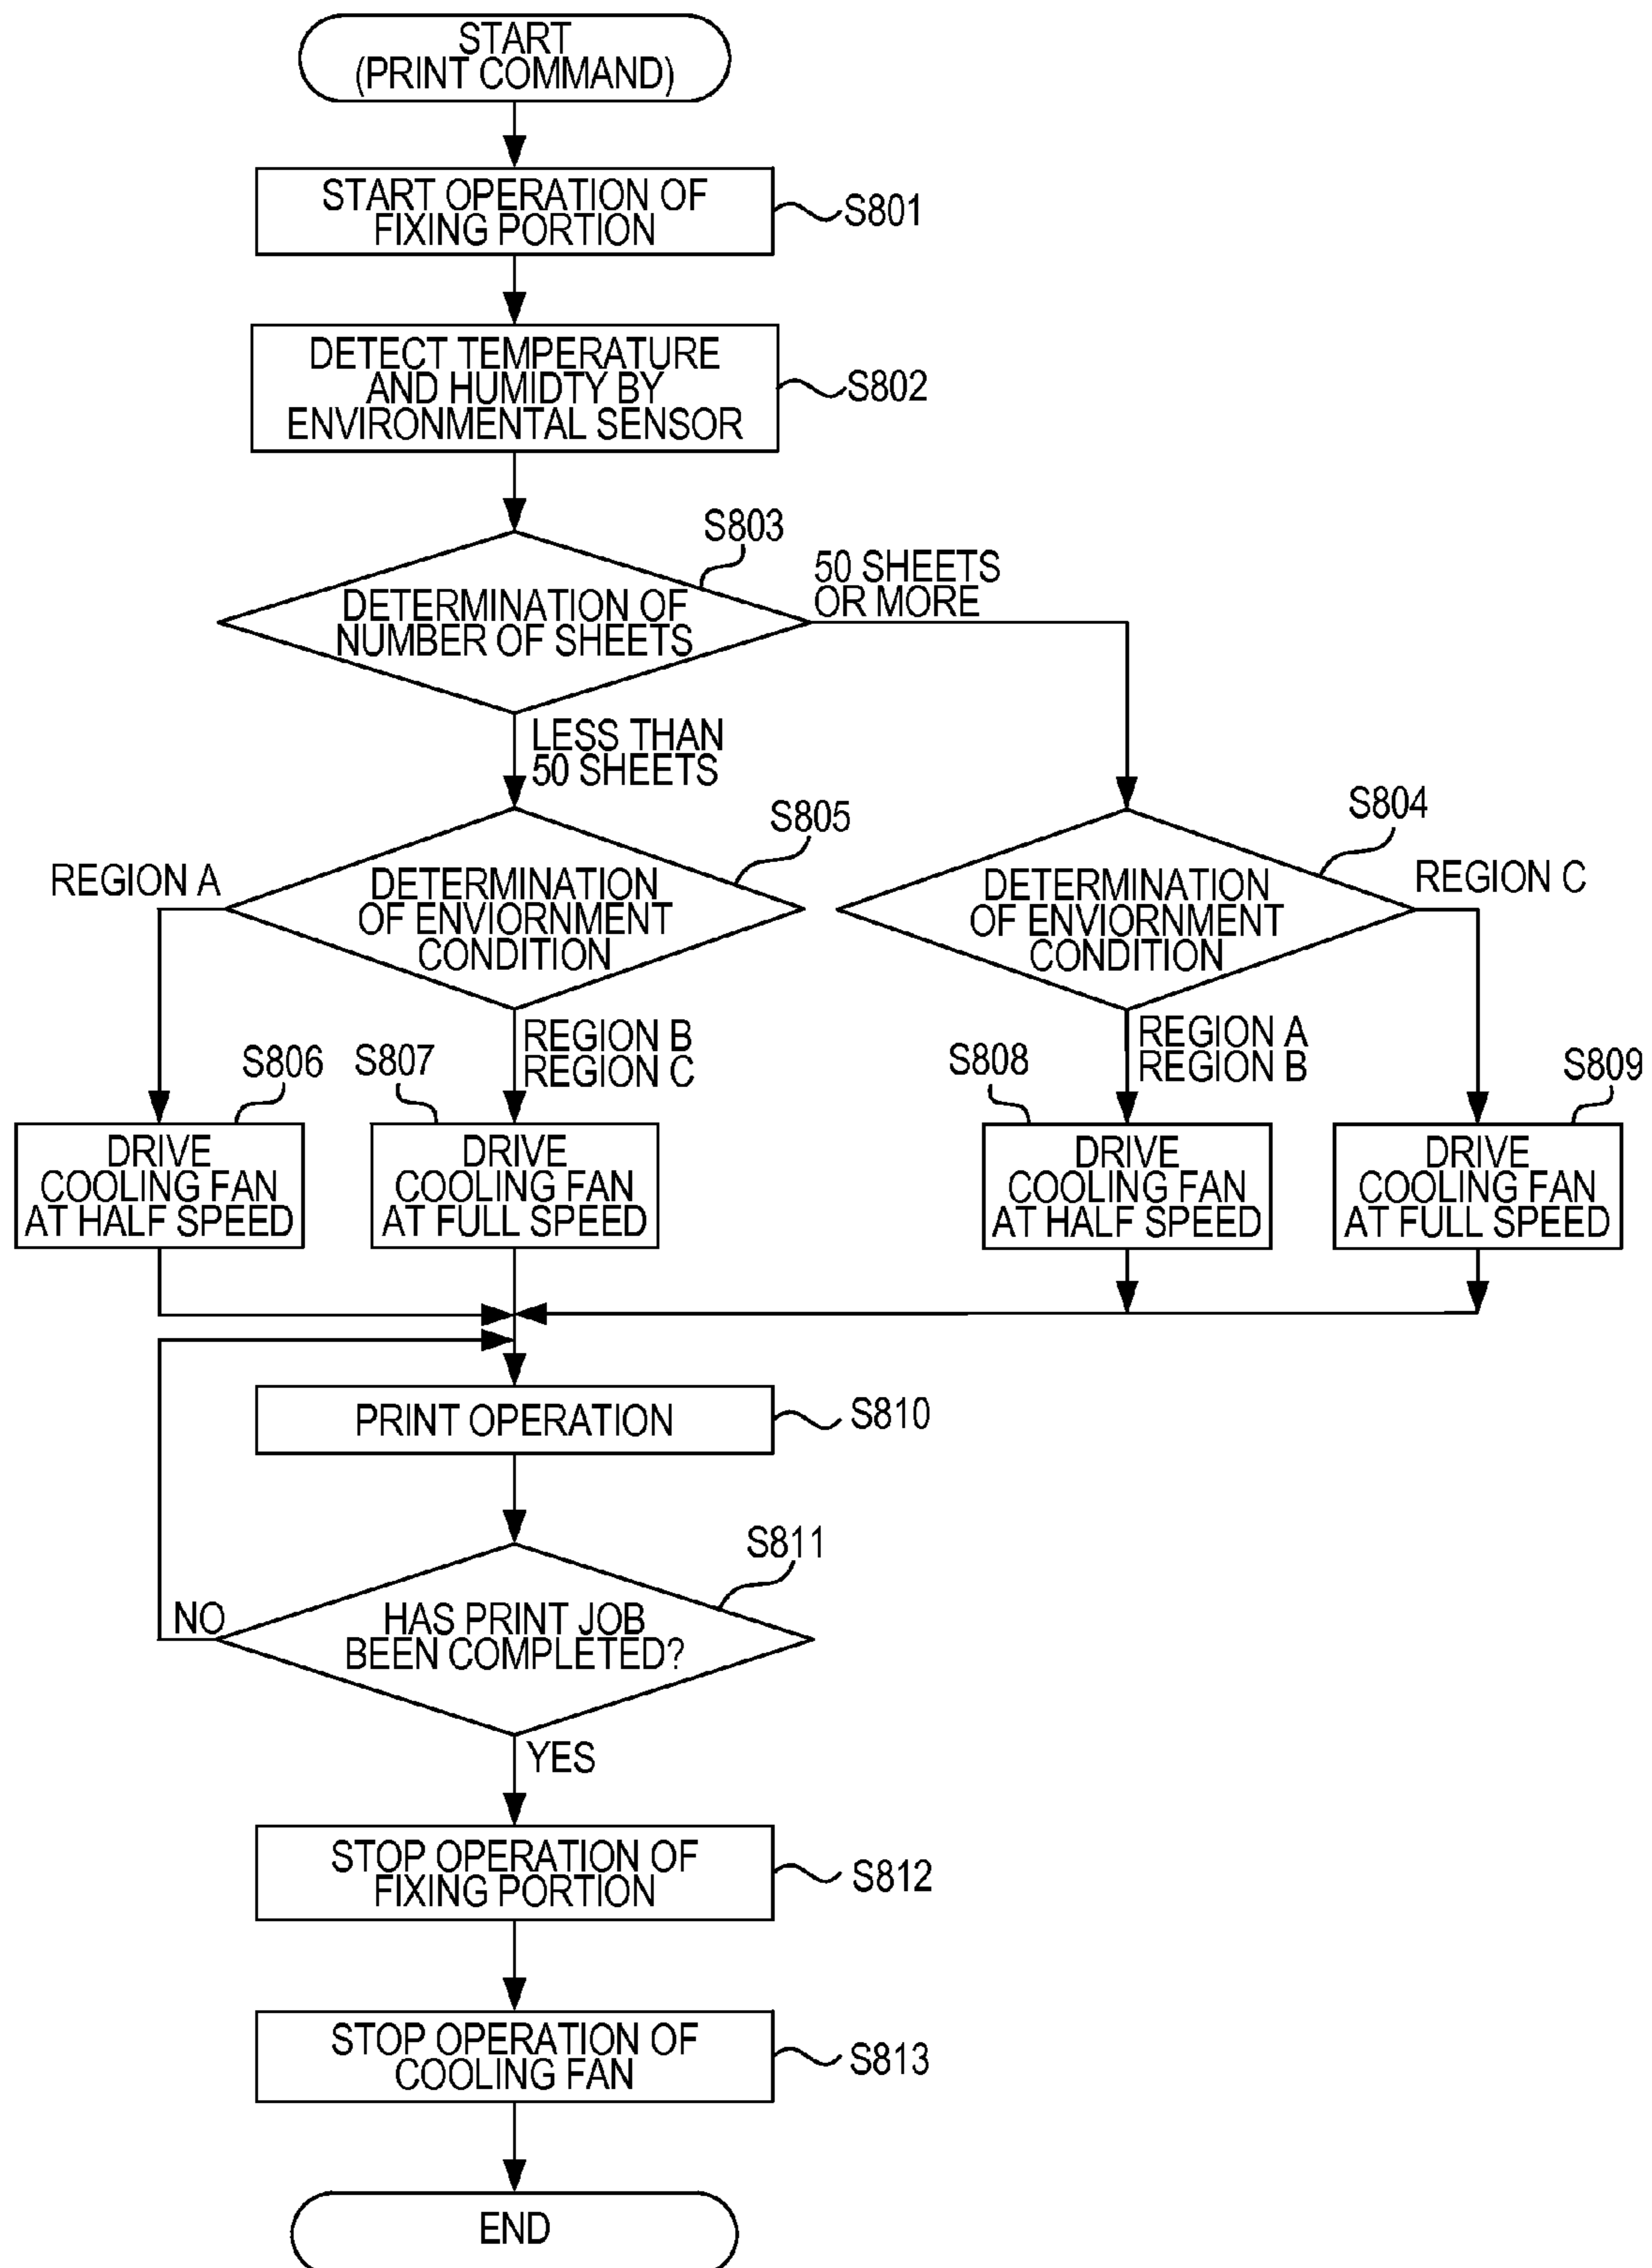 START
(PRINT COMMAND)
START OPERATION OF
FIXING PORTION
S801
DETECT TEMPERATURE
AND HUMIDTY BY
ENVIRONMENTAL SENSOR
S802
S803
DETERMINATION OF
NUMBER OF SHEETS
50 SHEETS
OR MORE
LESS THAN
50 SHEETS
S805
DETERMINATION
OF ENVIORNMENT
CONDITION
REGION A
REGION B
REGION C
S804
DETERMINATION
OF ENVIORNMENT
CONDITION
REGION C
REGION A
REGION B
S806
DRIVE
COOLING FAN
AT HALF SPEED
S807
DRIVE
COOLING FAN
AT FULL SPEED
S808
DRIVE
COOLING FAN
AT HALF SPEED
S809
DRIVE
COOLING FAN
AT FULL SPEED
PRINT OPERATION
S810
S811
HAS PRINT JOB
BEEN COMPLETED?
NO
YES
STOP OPERATION OF
FIXING PORTION
S812
STOP OPERATION OF
COOLING FAN
S813
END